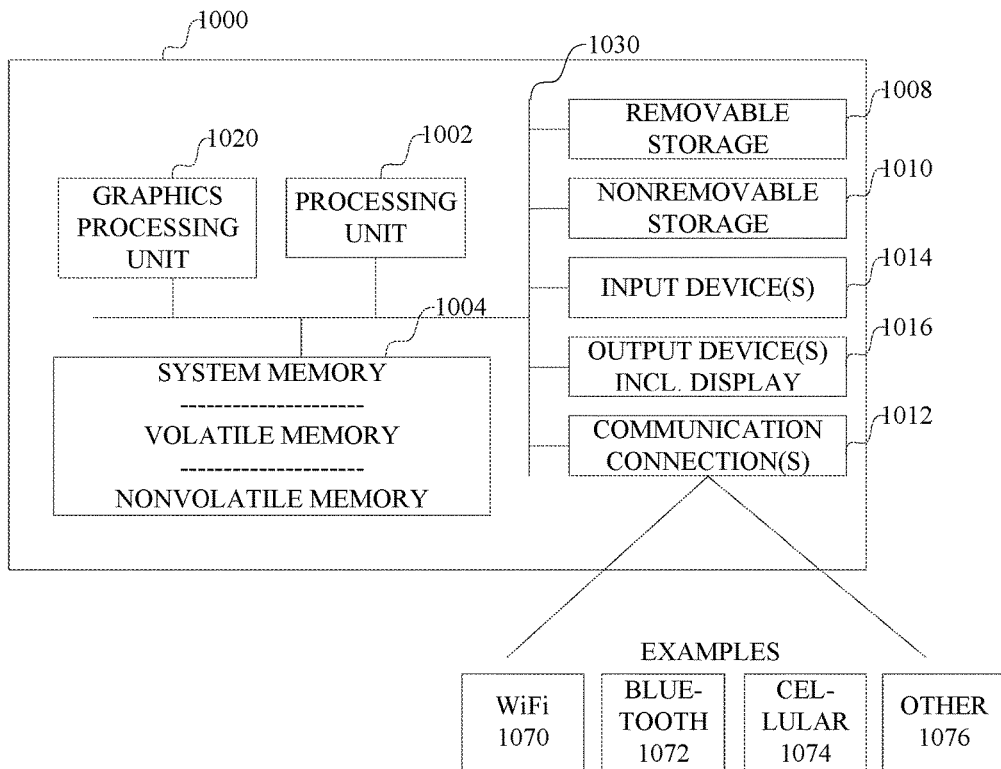 1000
1030
1008
REMOVABLE
STORAGE
1020
1002
1010
GRAPHICS
PROCESSING
UNIT
PROCESSING
UNIT
NONREMOVABLE
STORAGE
1014
INPUT DEVICE(S)
1004
1016
SYSTEM MEMORY
--------------------
VOLATILE MEMORY
--------------------
NONVOLATILE MEMORY
OUTPUT DEVICE(S)
INCL. DISPLAY
1012
COMMUNICATION
CONNECTION(S)
EXAMPLES
WiFi
1070
BLUE-
TOOTH
1072
CEL-
LULAR
1074
OTHER
1076